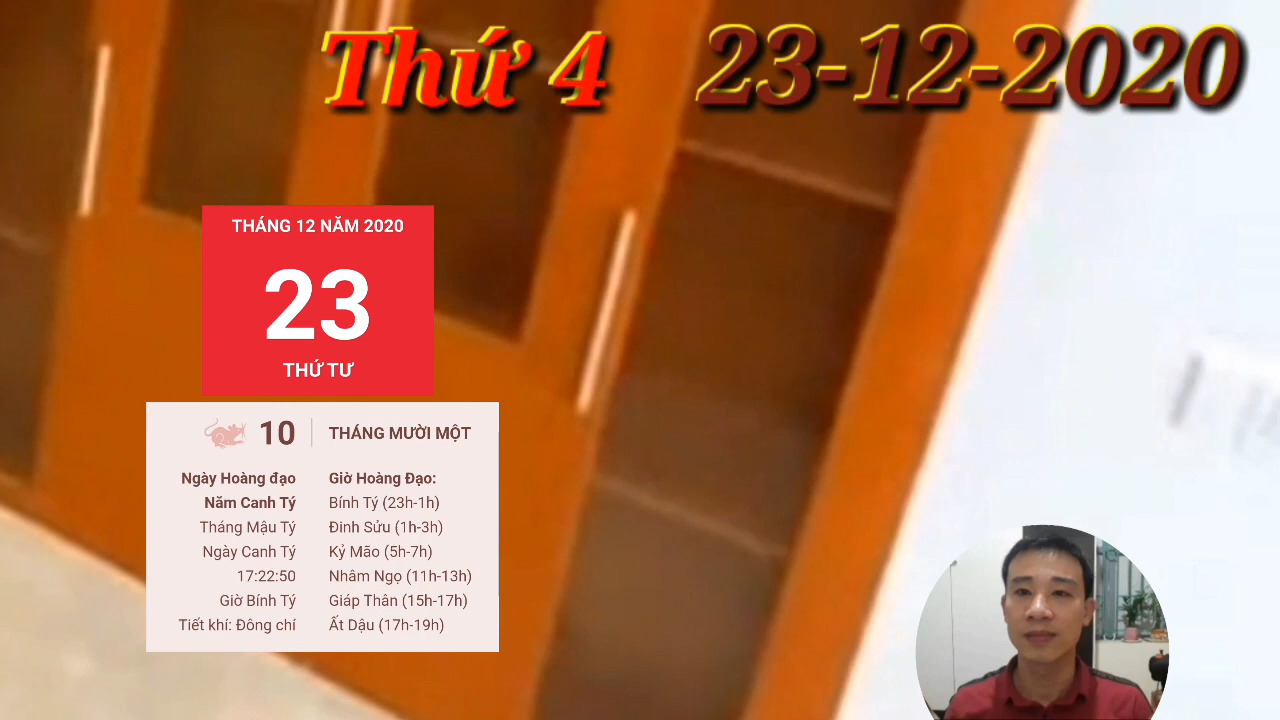 Thứ 4 23-12-2020
THÁNG 12 NĂM 2020
23
THỨ TƯ
10 THÁNG MƯỜI MỘT
Ngày Hoàng đạo
Năm Canh Tý
Tháng Mậu Tý
Ngày Canh Tý
17:22:50
Giờ Bính Tý
Tiết khí: Đông chí
Giờ Hoàng Đạo:
Bính Tý (23h-1h)
Đinh Sửu (1h-3h)
Kỷ Mão (5h-7h)
Nhâm Ngọ (11h-13h)
Giáp Thân (15h-17h)
Ất Dậu (17h-19h)